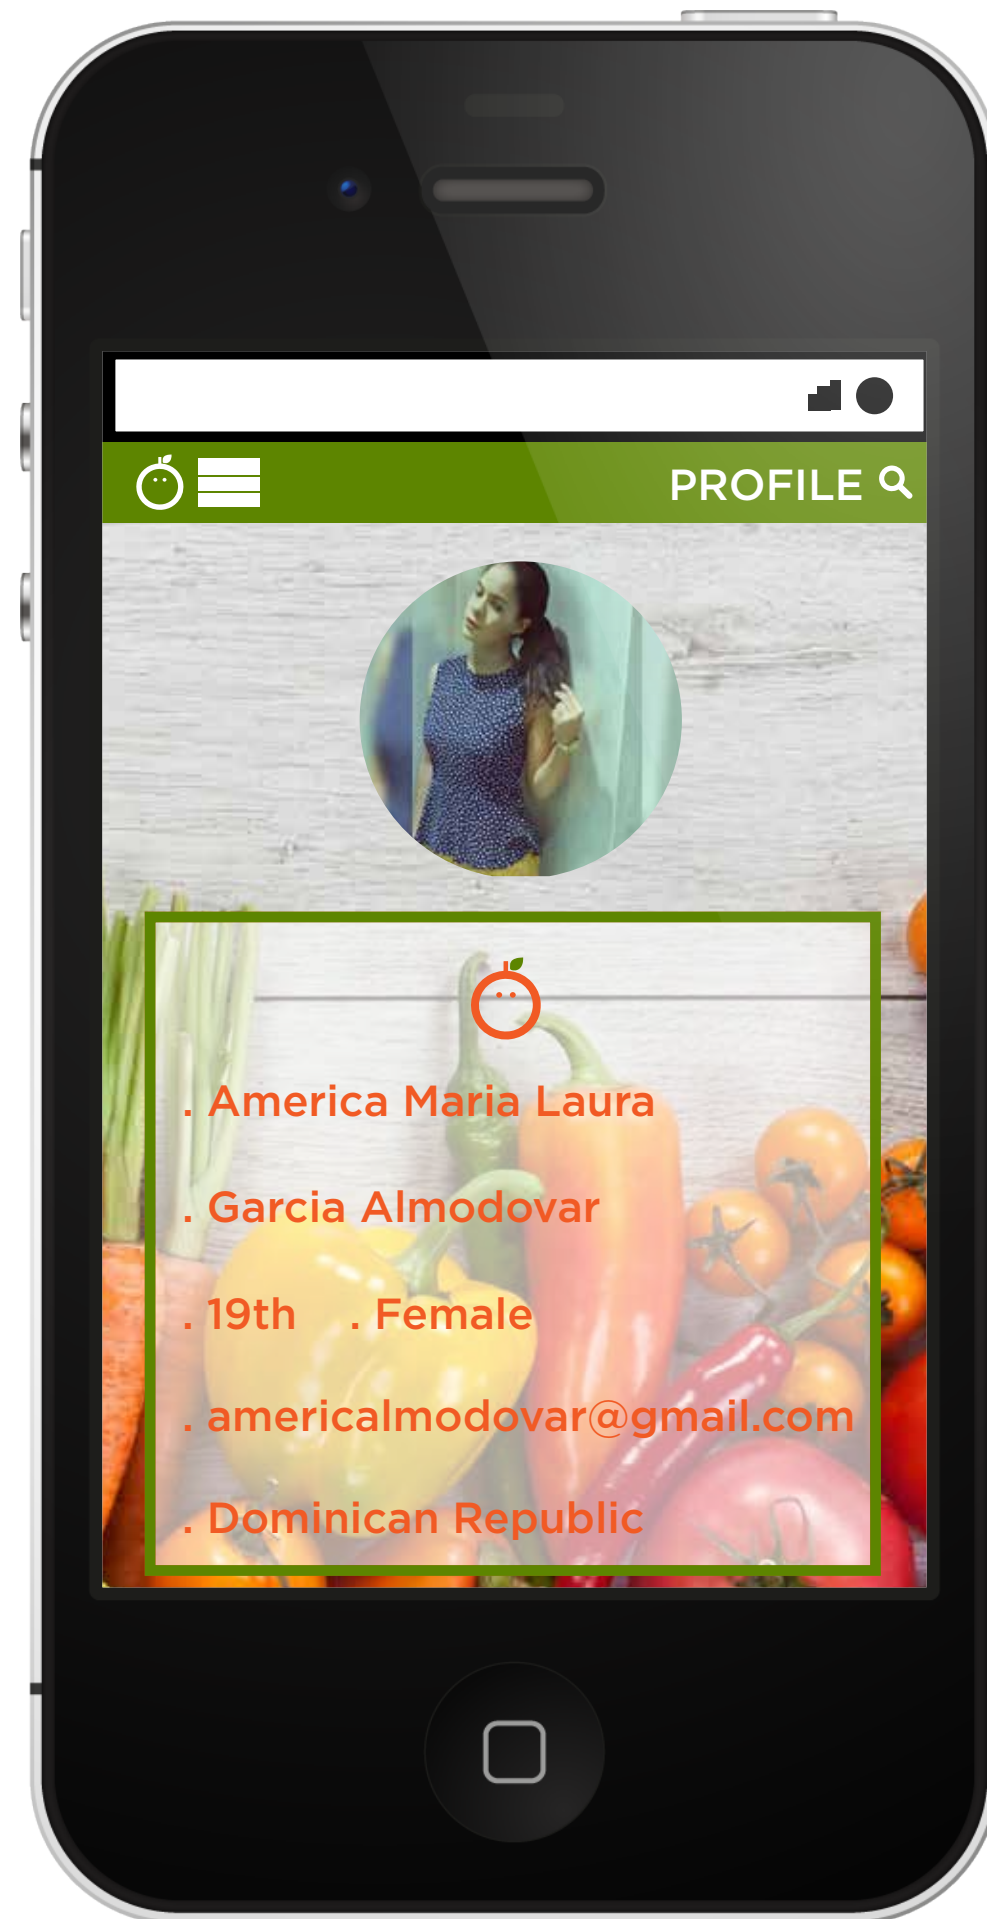 PROFILE
. America Maria Laura
. Garcia Almodovar
. 19th . Female
. americalmodovar@gmail.com
. Dominican Republic